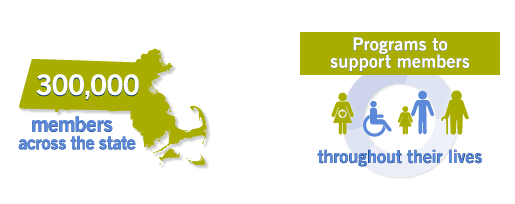 300,000
members
across the state
Programs to
support members
throughout their lives